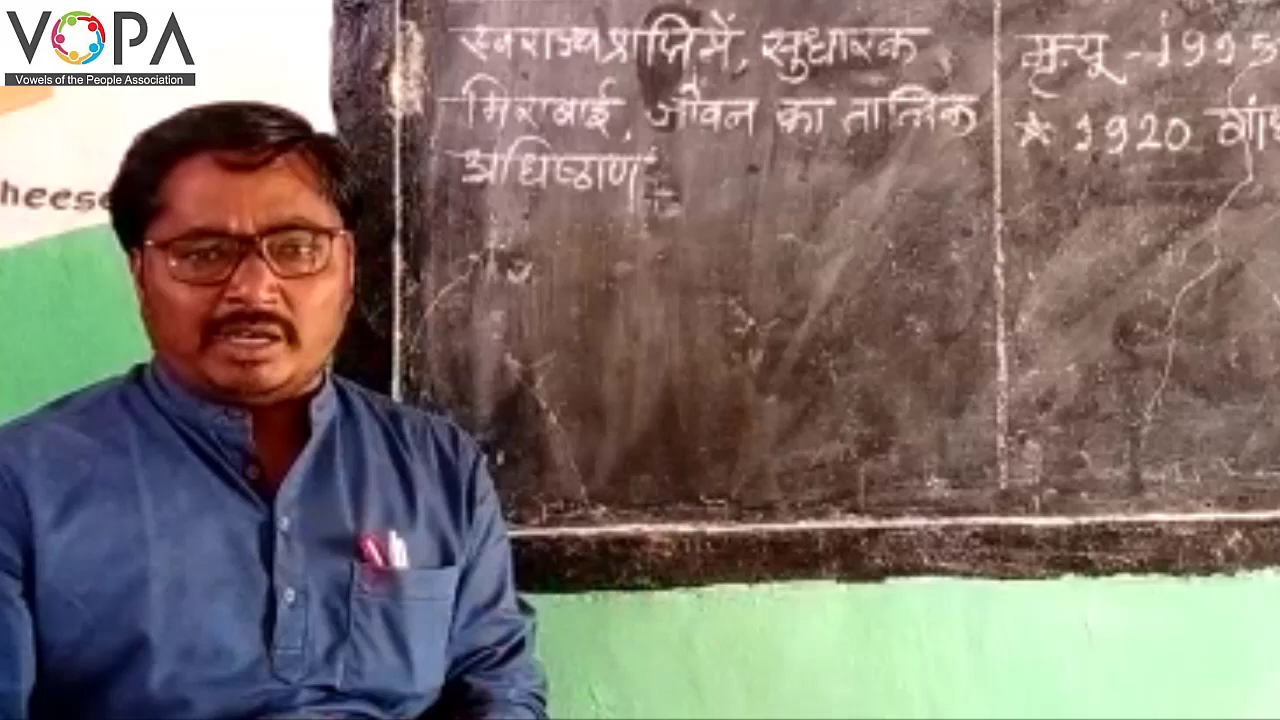 VOPA
Vowels of the People Association
heese
स्वराज्यप्राप्तिमें, सुधारक
मिराबाई, जीवन का तात्विक
अधिष्ठाण
मृत्यू - 1995
★ 1920 गां